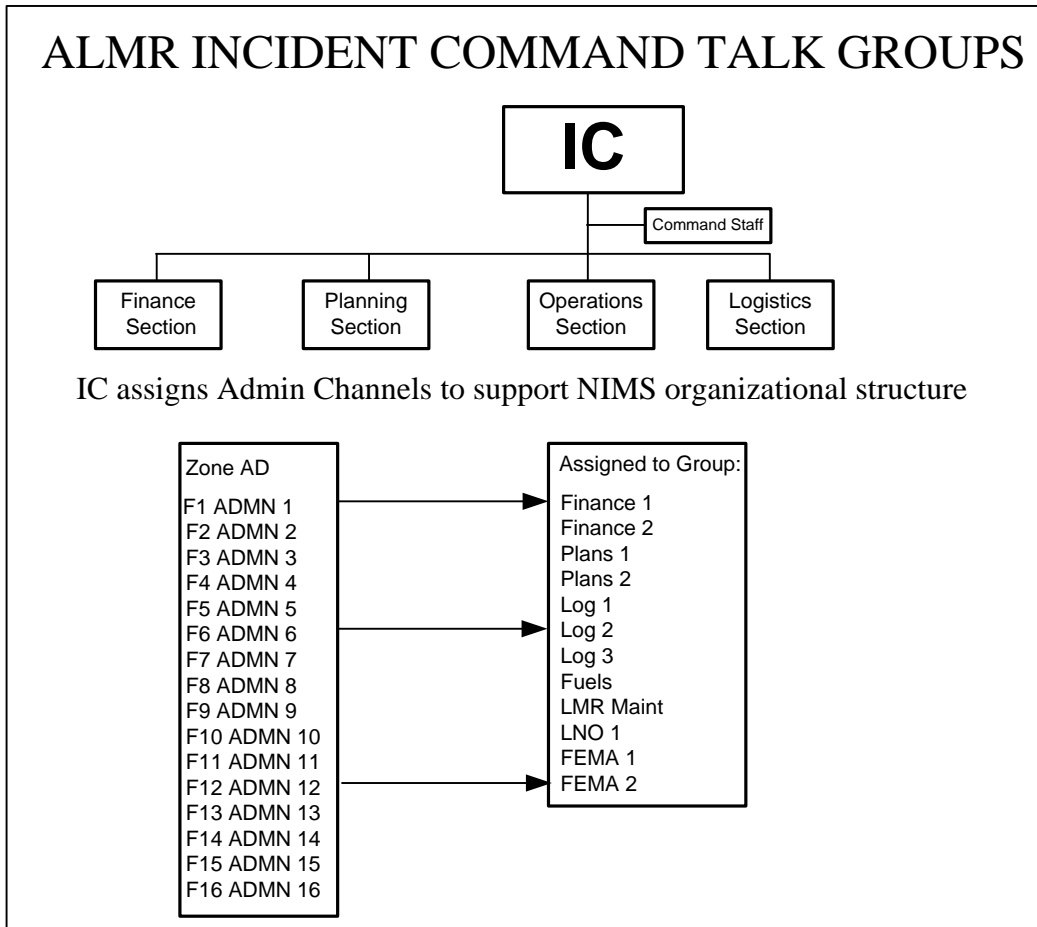 ALMR INCIDENT COMMAND TALK GROUPS
IC
Command Staff
Finance
Section
Planning
Section
Operations
Section
Logistics
Section
IC assigns Admin Channels to support NIMS organizational structure
Zone AD
F1 ADMN 1
F2 ADMN 2
F3 ADMN 3
F4 ADMN 4
F5 ADMN 5
F6 ADMN 6
F7 ADMN 7
F8 ADMN 8
F9 ADMN 9
F10 ADMN 10
F11 ADMN 11
F12 ADMN 12
F13 ADMN 13
F14 ADMN 14
F15 ADMN 15
F16 ADMN 16
Assigned to Group:
Finance 1
Finance 2
Plans 1
Plans 2
Log 1
Log 2
Log 3
Fuels
LMR Maint
LNO 1
FEMA 1
FEMA 2